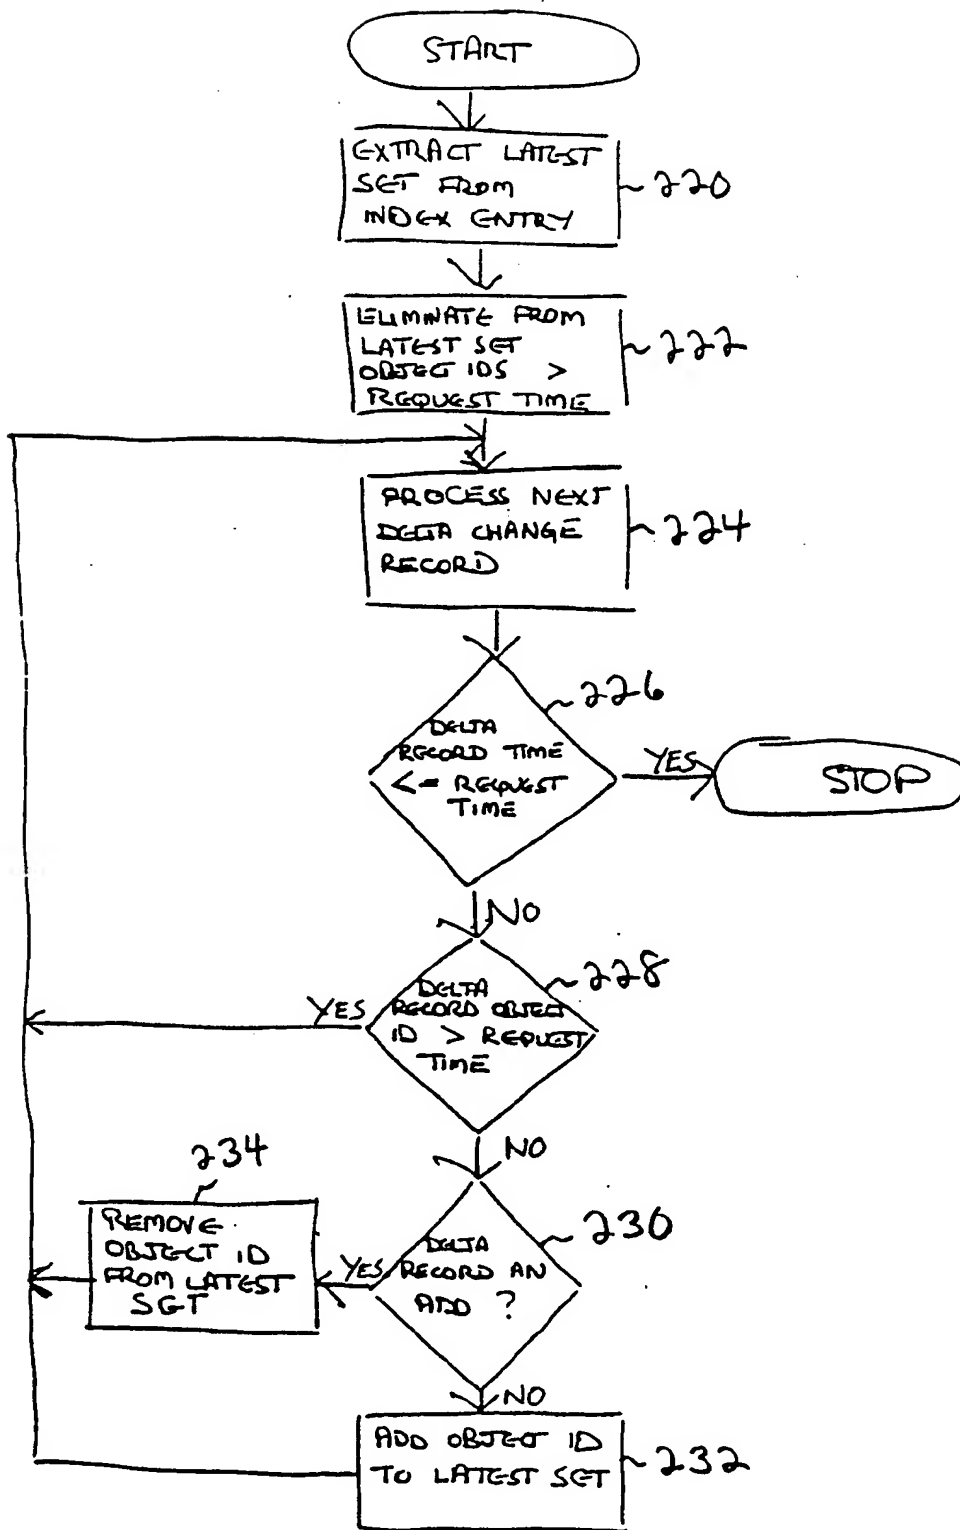 START
EXTRACT LATEST
SET FROM
INDEX ENTRY
~220
ELIMINATE FROM
LATEST SET
OBJECT IDS >
REQUEST TIME
~222
PROCESS NEXT
DELTA CHANGE
RECORD
~224
DELTA
RECORD TIME
<= REQUEST
TIME
~226
YES
STOP
NO
DELTA
RECORD OBJECT
ID > REQUEST
TIME
~228
YES
NO
DELTA
RECORD AN
ADD ?
~230
YES
234
REMOVE
OBJECT ID
FROM LATEST
SET
NO
ADD OBJECT ID
TO LATEST SET
~232